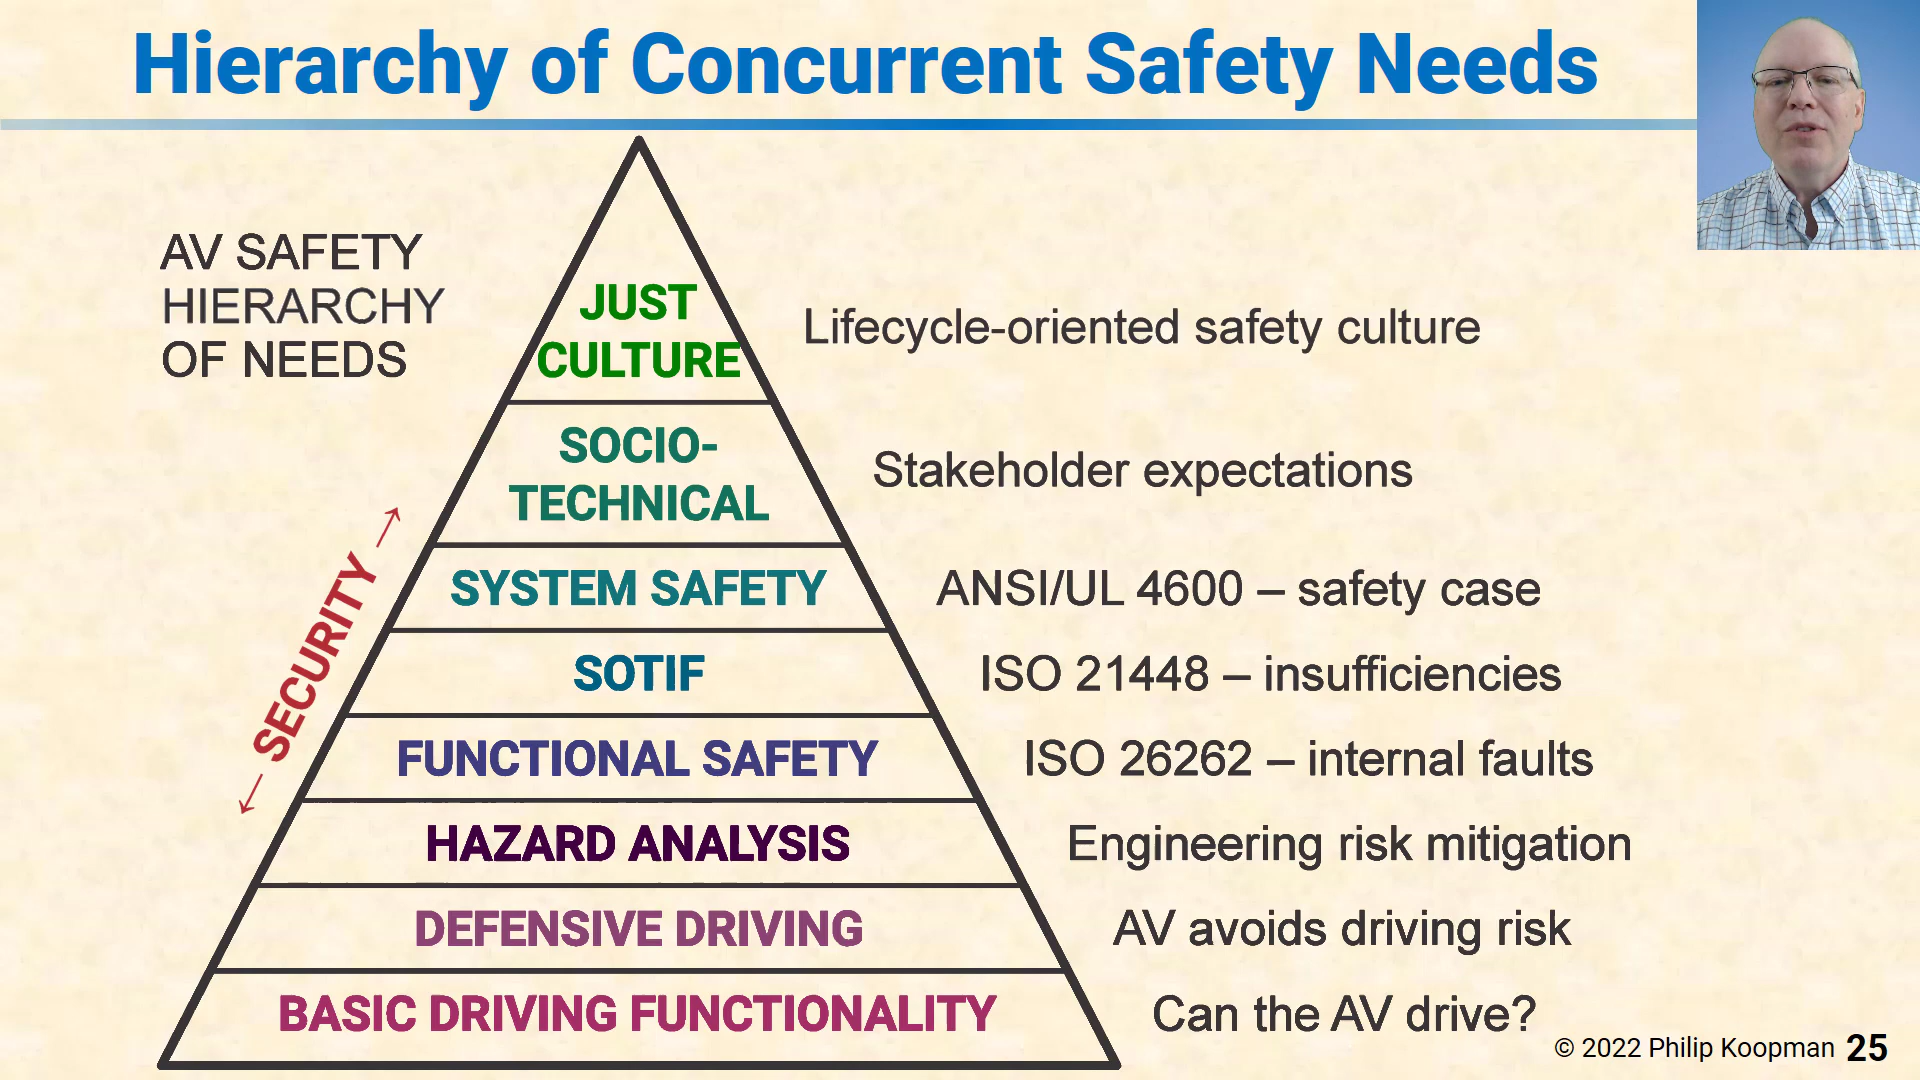 Hierarchy of Concurrent Safety Needs
AV SAFETY
HIERARCHY
OF NEEDS
JUST
CULTURE
Lifecycle-oriented safety culture
SOCIO-
TECHNICAL
Stakeholder expectations
← SECURITY →
SYSTEM SAFETY
ANSI/UL 4600 – safety case
SOTIF
ISO 21448 – insufficiencies
FUNCTIONAL SAFETY
ISO 26262 – internal faults
HAZARD ANALYSIS
Engineering risk mitigation
DEFENSIVE DRIVING
AV avoids driving risk
BASIC DRIVING FUNCTIONALITY
Can the AV drive?
© 2022 Philip Koopman 25